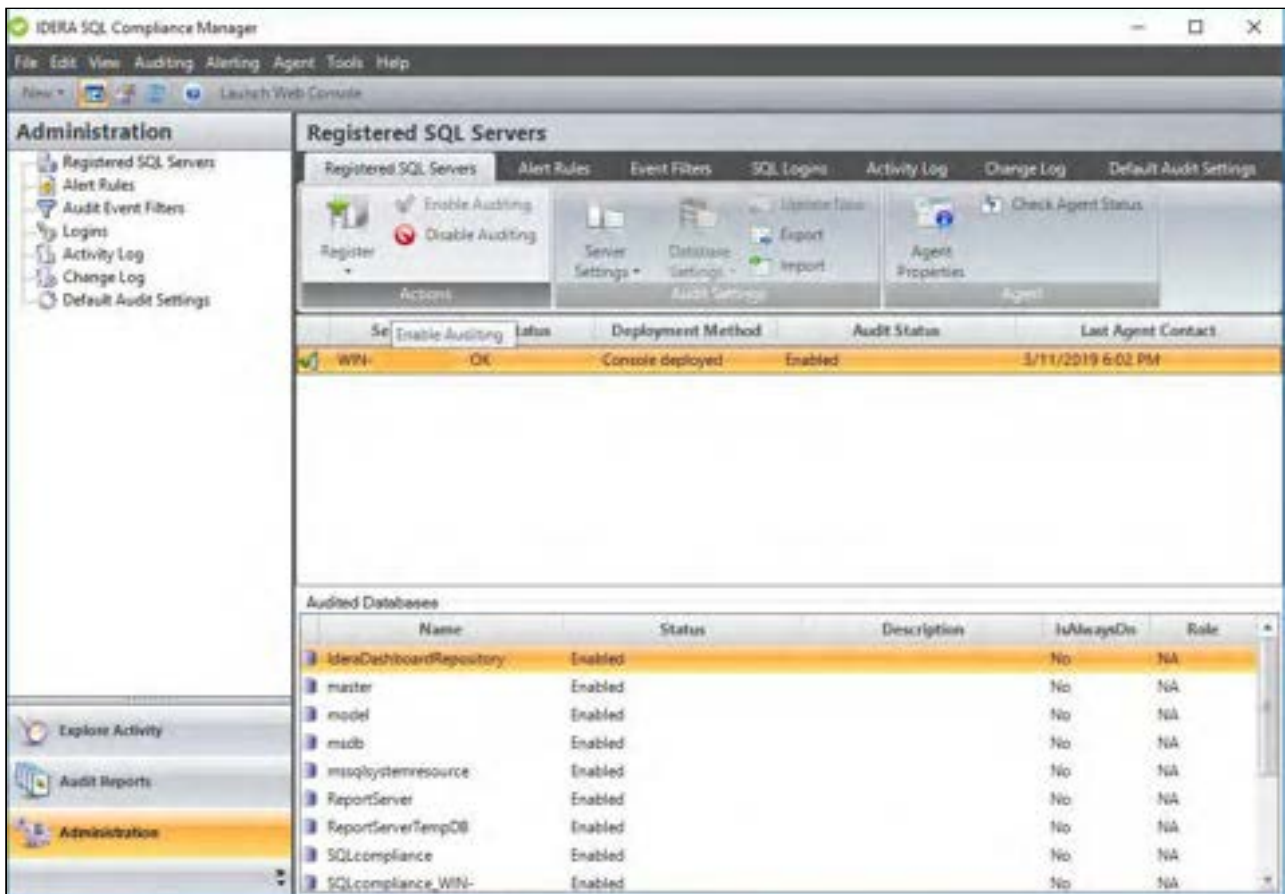 IDERA SQL Compliance Manager
File Edit View Auditing Alerting Agent Tools Help
New Launch Web Console
Administration
Registered SQL Servers
Alert Rules
Audit Event Filters
Logins
Activity Log
Change Log
Default Audit Settings
Explore Activity
Audit Reports
Administration
Registered SQL Servers
Registered SQL Servers Alert Rules Event Filters SQL Logins Activity Log Change Log Default Audit Settings
Register
Enable Auditing
Disable Auditing
Actions
Server Settings
Database Settings
Update Now
Export
Import
Audit Settings
Agent Properties
Check Agent Status
Agent
Se Enable Auditing tatus Deployment Method Audit Status Last Agent Contact
WIN- OK Console deployed Enabled 3/11/2019 6:02 PM
Audited Databases
Name Status Description IsAlwaysOn Role
IderaDashboardRepository Enabled No NA
master Enabled No NA
model Enabled No NA
msdb Enabled No NA
mssqlsystemresource Enabled No NA
ReportServer Enabled No NA
ReportServerTempDB Enabled No NA
SQLcompliance Enabled No NA
SQLcompliance_WIN- Enabled No NA